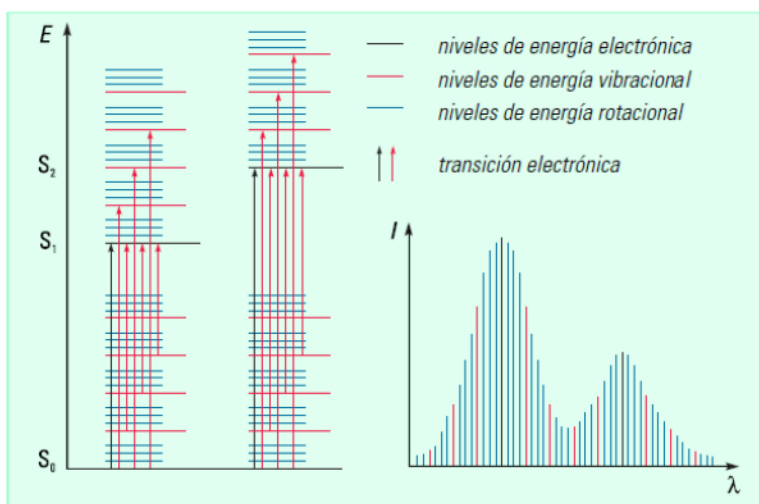 E
niveles de energía electrónica
niveles de energía vibracional
niveles de energía rotacional
transición electrónica
S₂
S₁
S₀
I
λ